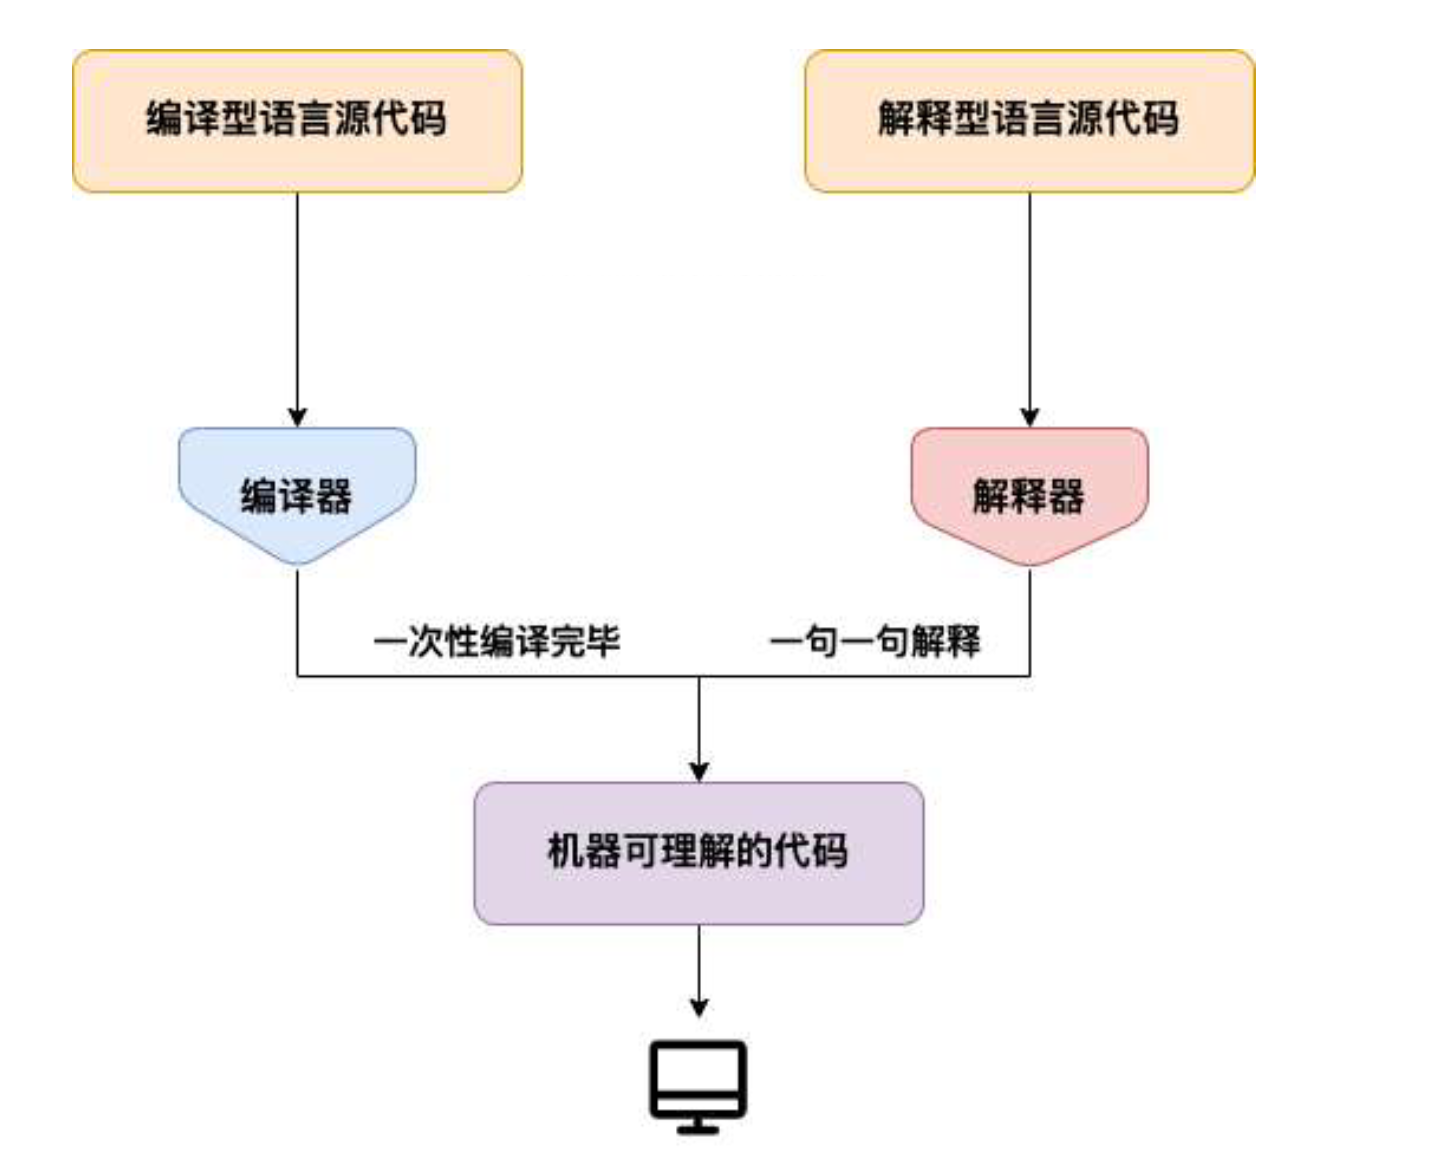 编译型语言源代码
解释型语言源代码
编译器
解释器
一次性编译完毕
一句一句解释
机器可理解的代码